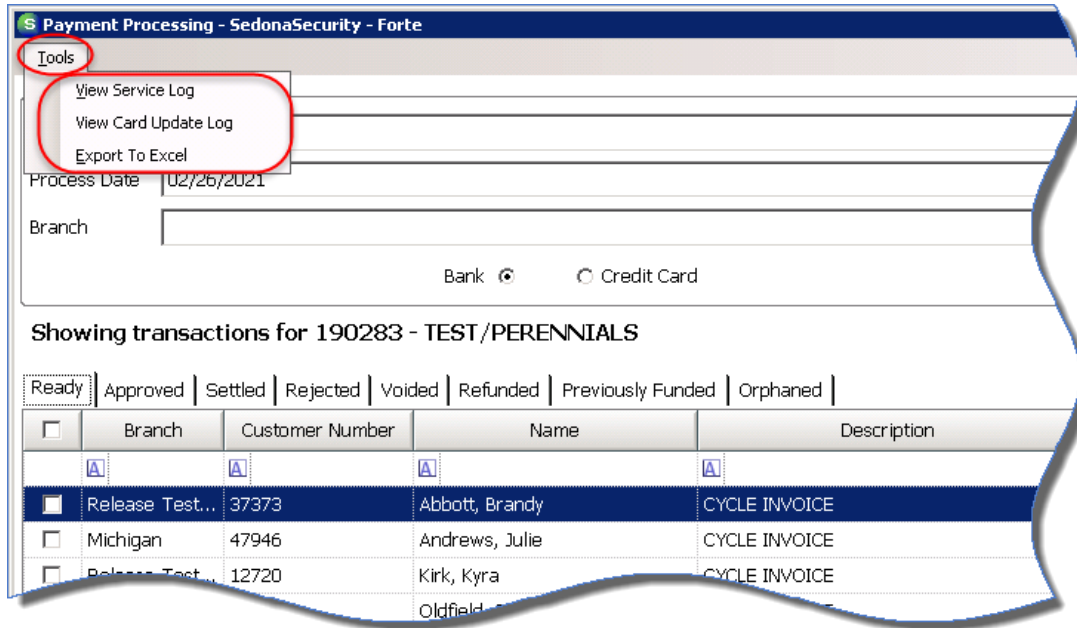 S Payment Processing - SedonaSecurity - Forte
Tools
View Service Log
View Card Update Log
Export To Excel
Process Date 02/26/2021
Branch
Bank Credit Card
Showing transactions for 190283 - TEST/PERENNIALS
Ready Approved Settled Rejected Voided Refunded Previously Funded Orphaned
Branch Customer Number Name Description
A A A A
Release Test... 37373 Abbott, Brandy CYCLE INVOICE
Michigan 47946 Andrews, Julie CYCLE INVOICE
Release Test... 12720 Kirk, Kyra CYCLE INVOICE
Oldfield